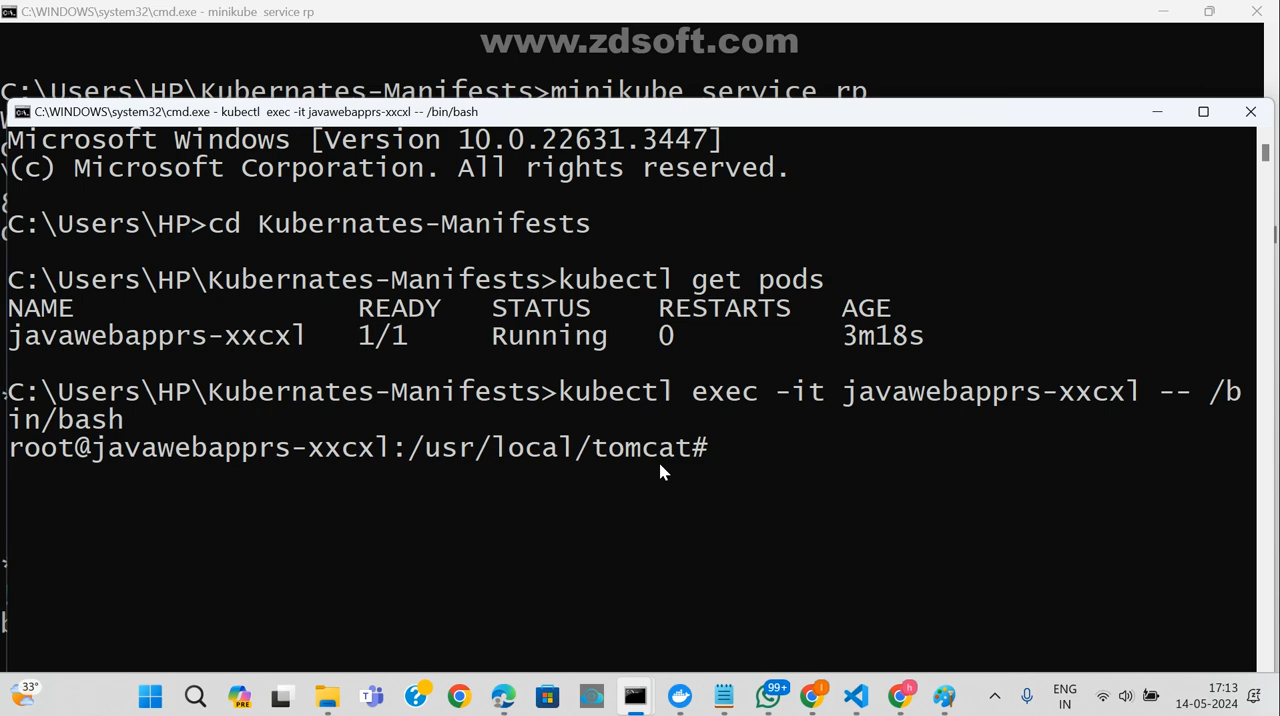 C:\WINDOWS\system32\cmd.exe - minikube service rp
www.zdsoft.com
C:\Users\HP\Kubernates-Manifests>minikube service rp
C:\WINDOWS\system32\cmd.exe - kubectl exec -it javawebapprs-xxcxl -- /bin/bash
Microsoft Windows [Version 10.0.22631.3447]
(c) Microsoft Corporation. All rights reserved.
C:\Users\HP>cd Kubernates-Manifests
C:\Users\HP\Kubernates-Manifests>kubectl get pods
NAME READY STATUS RESTARTS AGE
javawebapprs-xxcxl 1/1 Running 0 3m18s
C:\Users\HP\Kubernates-Manifests>kubectl exec -it javawebapprs-xxcxl -- /b
in/bash
root@javawebapprs-xxcxl:/usr/local/tomcat#
33°
PRE
99+
ENG
IN
17:13
14-05-2024